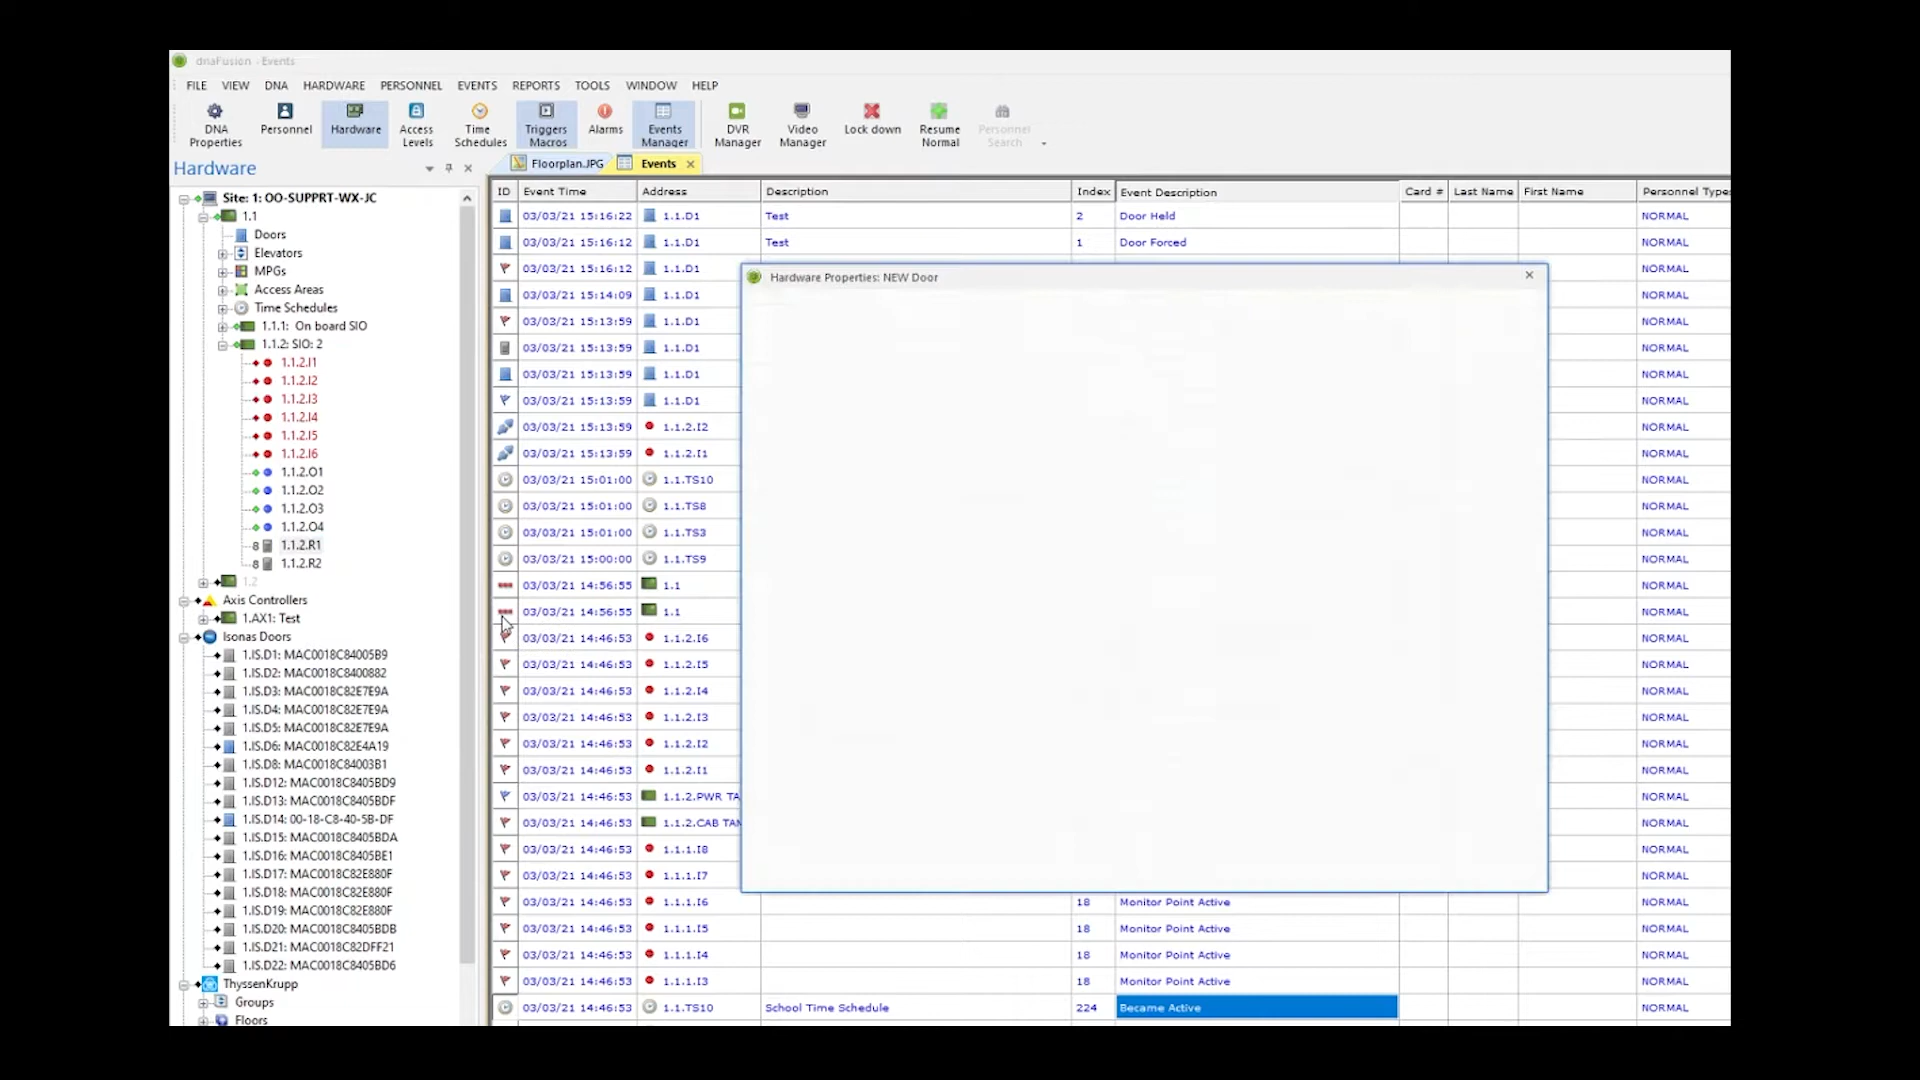 dnaFusion - Events
FILE VIEW DNA HARDWARE PERSONNEL EVENTS REPORTS TOOLS WINDOW HELP
DNA Properties
Personnel
Hardware
Access Levels
Time Schedules
Triggers Macros
Alarms
Events Manager
DVR Manager
Video Manager
Lock down
Resume Normal
Personnel Search
Hardware
Floorplan.JPG
Events
Site: 1: OO-SUPPRT-WX-JC
1.1
Doors
Elevators
MPGs
Access Areas
Time Schedules
1.1.1: On board SIO
1.1.2: SIO: 2
1.1.2.I1
1.1.2.I2
1.1.2.I3
1.1.2.I4
1.1.2.I5
1.1.2.I6
1.1.2.O1
1.1.2.O2
1.1.2.O3
1.1.2.O4
8 1.1.2.R1
8 1.1.2.R2
1.2
Axis Controllers
1.AX1: Test
Isonas Doors
1.IS.D1: MAC0018C84005B9
1.IS.D2: MAC0018C8400882
1.IS.D3: MAC0018C82E7E9A
1.IS.D4: MAC0018C82E7E9A
1.IS.D5: MAC0018C82E7E9A
1.IS.D6: MAC0018C82E4A19
1.IS.D8: MAC0018C84003B1
1.IS.D12: MAC0018C8405BD9
1.IS.D13: MAC0018C8405BDF
1.IS.D14: 00-18-C8-40-5B-DF
1.IS.D15: MAC0018C8405BDA
1.IS.D16: MAC0018C8405BE1
1.IS.D17: MAC0018C82E880F
1.IS.D18: MAC0018C82E880F
1.IS.D19: MAC0018C82E880F
1.IS.D20: MAC0018C8405BDB
1.IS.D21: MAC0018C82DFF21
1.IS.D22: MAC0018C8405BD6
ThyssenKrupp
Groups
Floors
ID Event Time Address Description Index Event Description Card # Last Name First Name Personnel Type
03/03/21 15:16:22 1.1.D1 Test 2 Door Held NORMAL
03/03/21 15:16:12 1.1.D1 Test 1 Door Forced NORMAL
03/03/21 15:16:12 1.1.D1 NORMAL
03/03/21 15:14:09 1.1.D1 NORMAL
03/03/21 15:13:59 1.1.D1 NORMAL
03/03/21 15:13:59 1.1.D1 NORMAL
03/03/21 15:13:59 1.1.D1 NORMAL
03/03/21 15:13:59 1.1.D1 NORMAL
03/03/21 15:13:59 1.1.2.I2 NORMAL
03/03/21 15:13:59 1.1.2.I1 NORMAL
03/03/21 15:01:00 1.1.TS10 NORMAL
03/03/21 15:01:00 1.1.TS8 NORMAL
03/03/21 15:01:00 1.1.TS3 NORMAL
03/03/21 15:00:00 1.1.TS9 NORMAL
03/03/21 14:56:55 1.1 NORMAL
03/03/21 14:56:55 1.1 NORMAL
03/03/21 14:46:53 1.1.2.I6 NORMAL
03/03/21 14:46:53 1.1.2.I5 NORMAL
03/03/21 14:46:53 1.1.2.I4 NORMAL
03/03/21 14:46:53 1.1.2.I3 NORMAL
03/03/21 14:46:53 1.1.2.I2 NORMAL
03/03/21 14:46:53 1.1.2.I1 NORMAL
03/03/21 14:46:53 1.1.2.PWR TA NORMAL
03/03/21 14:46:53 1.1.2.CAB TAM NORMAL
03/03/21 14:46:53 1.1.1.I8 NORMAL
03/03/21 14:46:53 1.1.1.I7 NORMAL
03/03/21 14:46:53 1.1.1.I6 18 Monitor Point Active NORMAL
03/03/21 14:46:53 1.1.1.I5 18 Monitor Point Active NORMAL
03/03/21 14:46:53 1.1.1.I4 18 Monitor Point Active NORMAL
03/03/21 14:46:53 1.1.1.I3 18 Monitor Point Active NORMAL
03/03/21 14:46:53 1.1.TS10 School Time Schedule 224 Became Active NORMAL
Hardware Properties: NEW Door